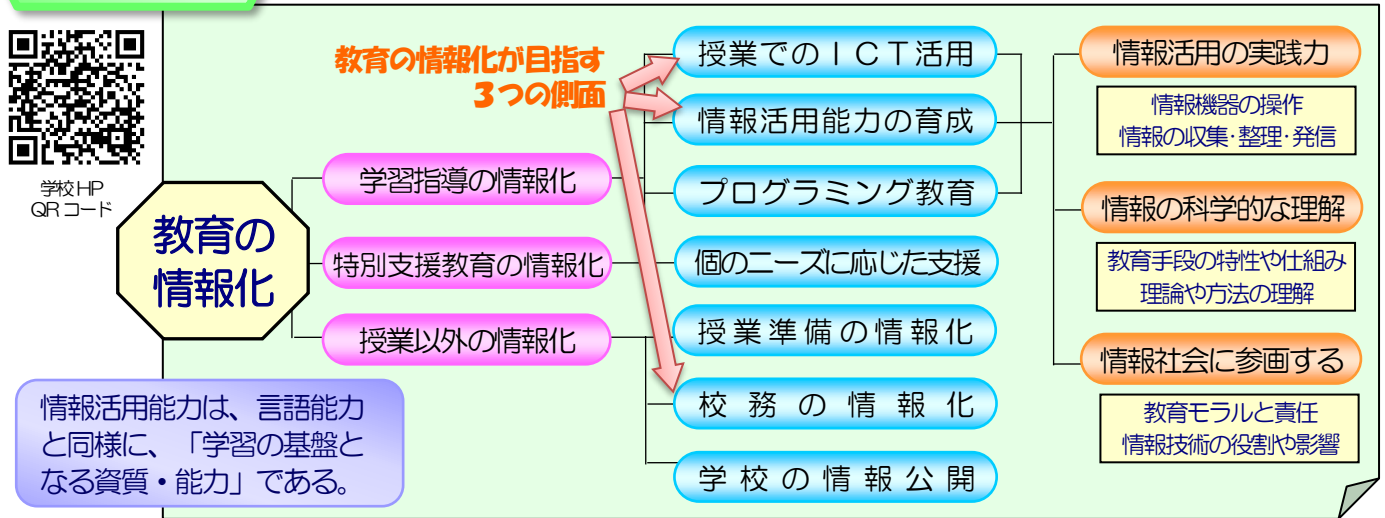 学校HP
QRコード
教育の情報化が目指す
3つの側面
教育の
情報化
学習指導の情報化
特別支援教育の情報化
授業以外の情報化
授業でのICT活用
情報活用能力の育成
プログラミング教育
個のニーズに応じた支援
授業準備の情報化
校務の情報化
学校の情報公開
情報活用の実践力
情報機器の操作
情報の収集・整理・発信
情報の科学的な理解
教育手段の特性や仕組み
理論や方法の理解
情報社会に参画する
教育モラルと責任
情報技術の役割や影響
情報活用能力は、言語能力
と同様に、「学習の基盤と
なる資質・能力」である。